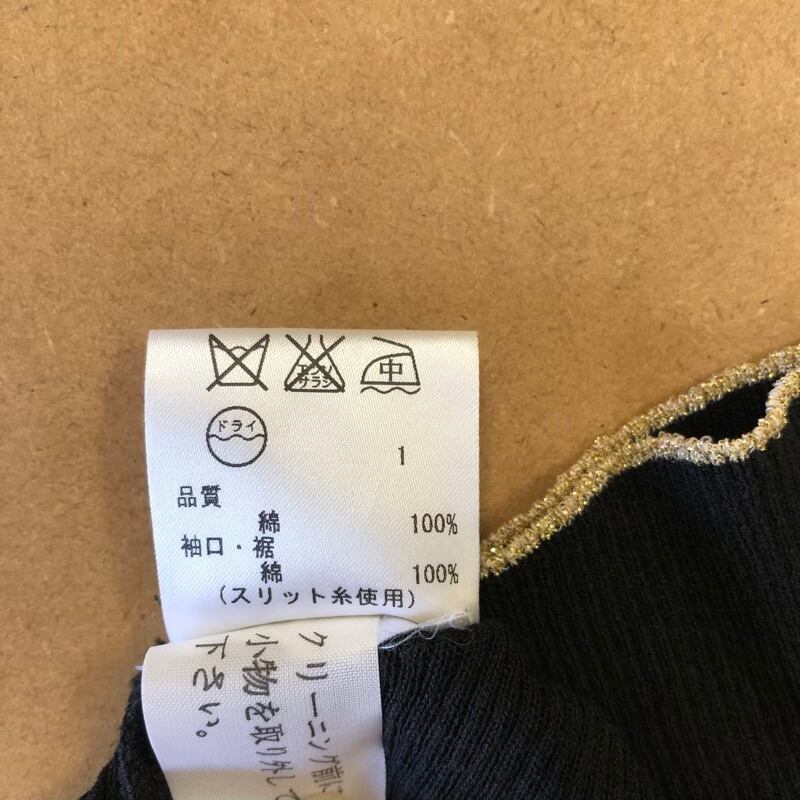 エンソ
サラシ
中
ドライ
1
品質
綿 100%
袖口・裾
綿 100%
(スリット糸使用)
クリーニング前に
小物を取り外して
下さい。